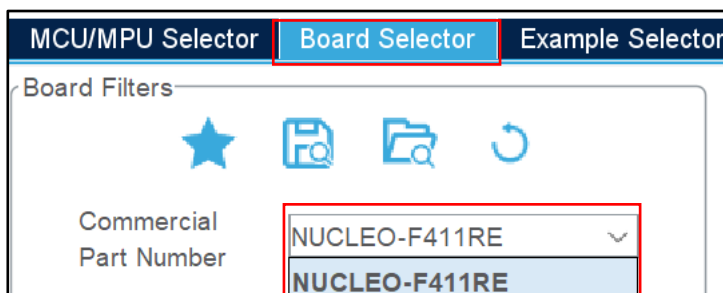 MCU/MPU Selector Board Selector Example Selector
Board Filters
Commercial
Part Number
NUCLEO-F411RE
NUCLEO-F411RE